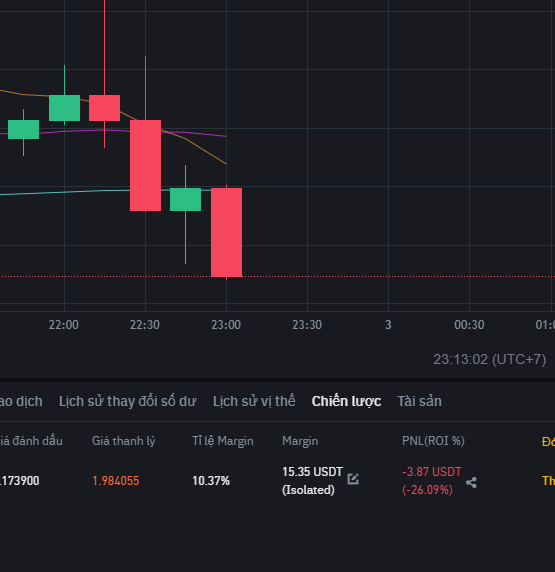 22:00 22:30 23:00 23:30 3 00:30 01:0
23:13:02 (UTC+7)
ao dịch Lịch sử thay đổi số dư Lịch sử vị thế Chiến lược Tài sản
iá đánh dấu Giá thanh lý Tỉ lệ Margin Margin PNL(ROI %) Đó
.173900 1.984055 10.37% 15.35 USDT -3.87 USDT Th
(Isolated) (-26.09%)